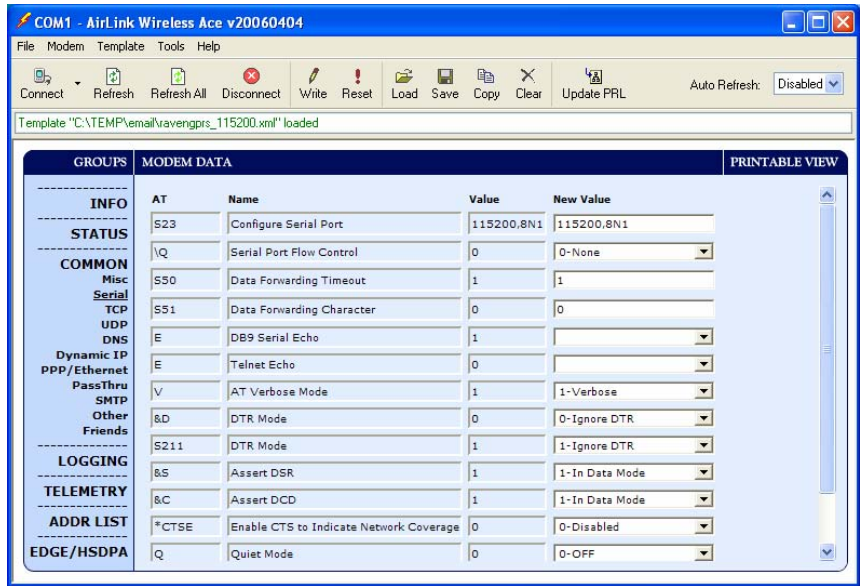 COM1 - AirLink Wireless Ace v20060404
File Modem Template Tools Help
Connect Refresh Refresh All Disconnect Write Reset Load Save Copy Clear Update PRL Auto Refresh: Disabled
Template "C:\TEMP\email\ravengprs_115200.xml" loaded
GROUPS MODEM DATA PRINTABLE VIEW
INFO
STATUS
COMMON
Misc
Serial
TCP
UDP
DNS
Dynamic IP
PPP/Ethernet
PassThru
SMTP
Other
Friends
LOGGING
TELEMETRY
ADDR LIST
EDGE/HSDPA
AT Name Value New Value
S23 Configure Serial Port 115200,8N1 115200,8N1
\Q Serial Port Flow Control 0 0-None
S50 Data Forwarding Timeout 1 1
S51 Data Forwarding Character 0 0
E DB9 Serial Echo 1
E Telnet Echo 0
V AT Verbose Mode 1 1-Verbose
&D DTR Mode 0 0-Ignore DTR
S211 DTR Mode 1 1-Ignore DTR
&S Assert DSR 1 1-In Data Mode
&C Assert DCD 1 1-In Data Mode
*CTSE Enable CTS to Indicate Network Coverage 0 0-Disabled
Q Quiet Mode 0 0-OFF